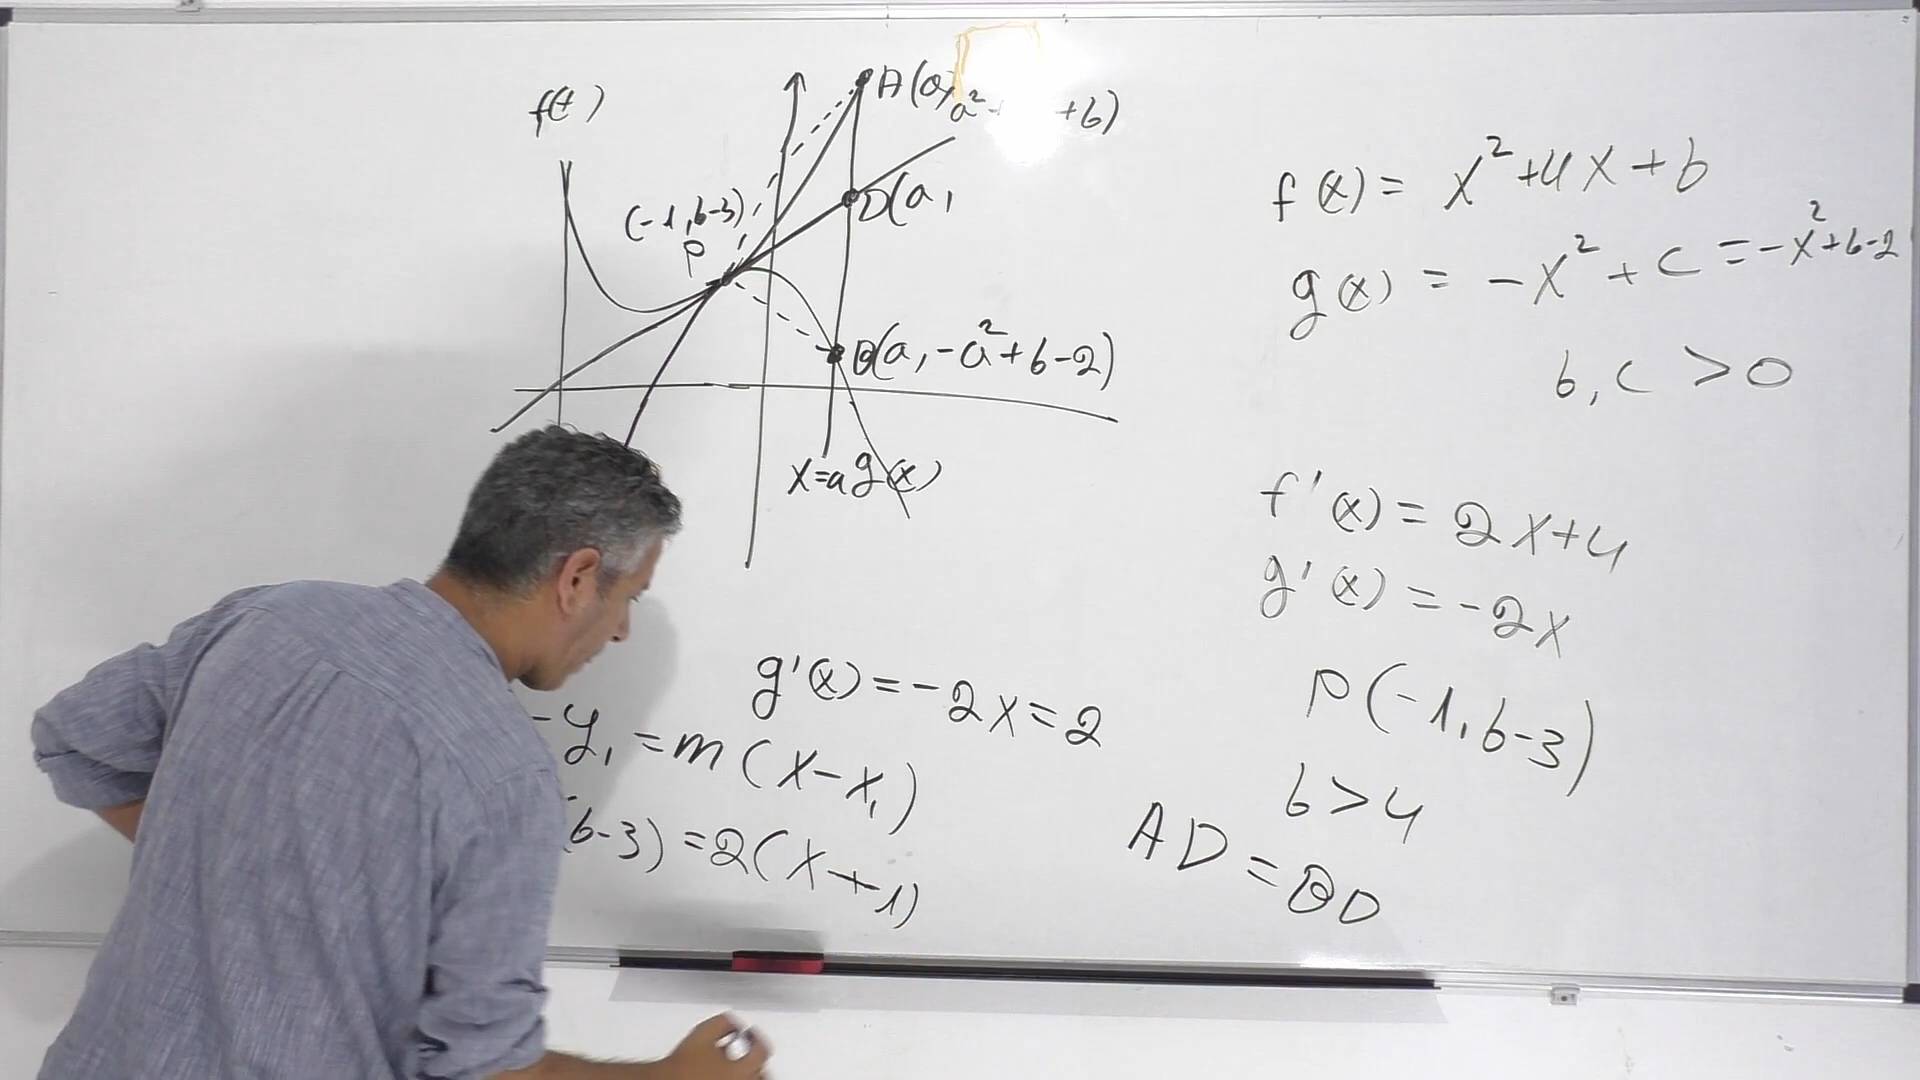 f(x)
A(a, a²+ +b)
(-1, b-3)
P
D(a,
B(a, -a²+b-2)
x=a g(x)
f(x) = x²+4x+b
g(x) = -x²+c = -x²+b-2
b, c > 0
f'(x) = 2x+4
g'(x) = -2x
P(-1, b-3)
b > 4
AD = BD
g'(x) = -2x = 2
-y₁ = m(x-x₁)
(b-3) = 2(x+1)